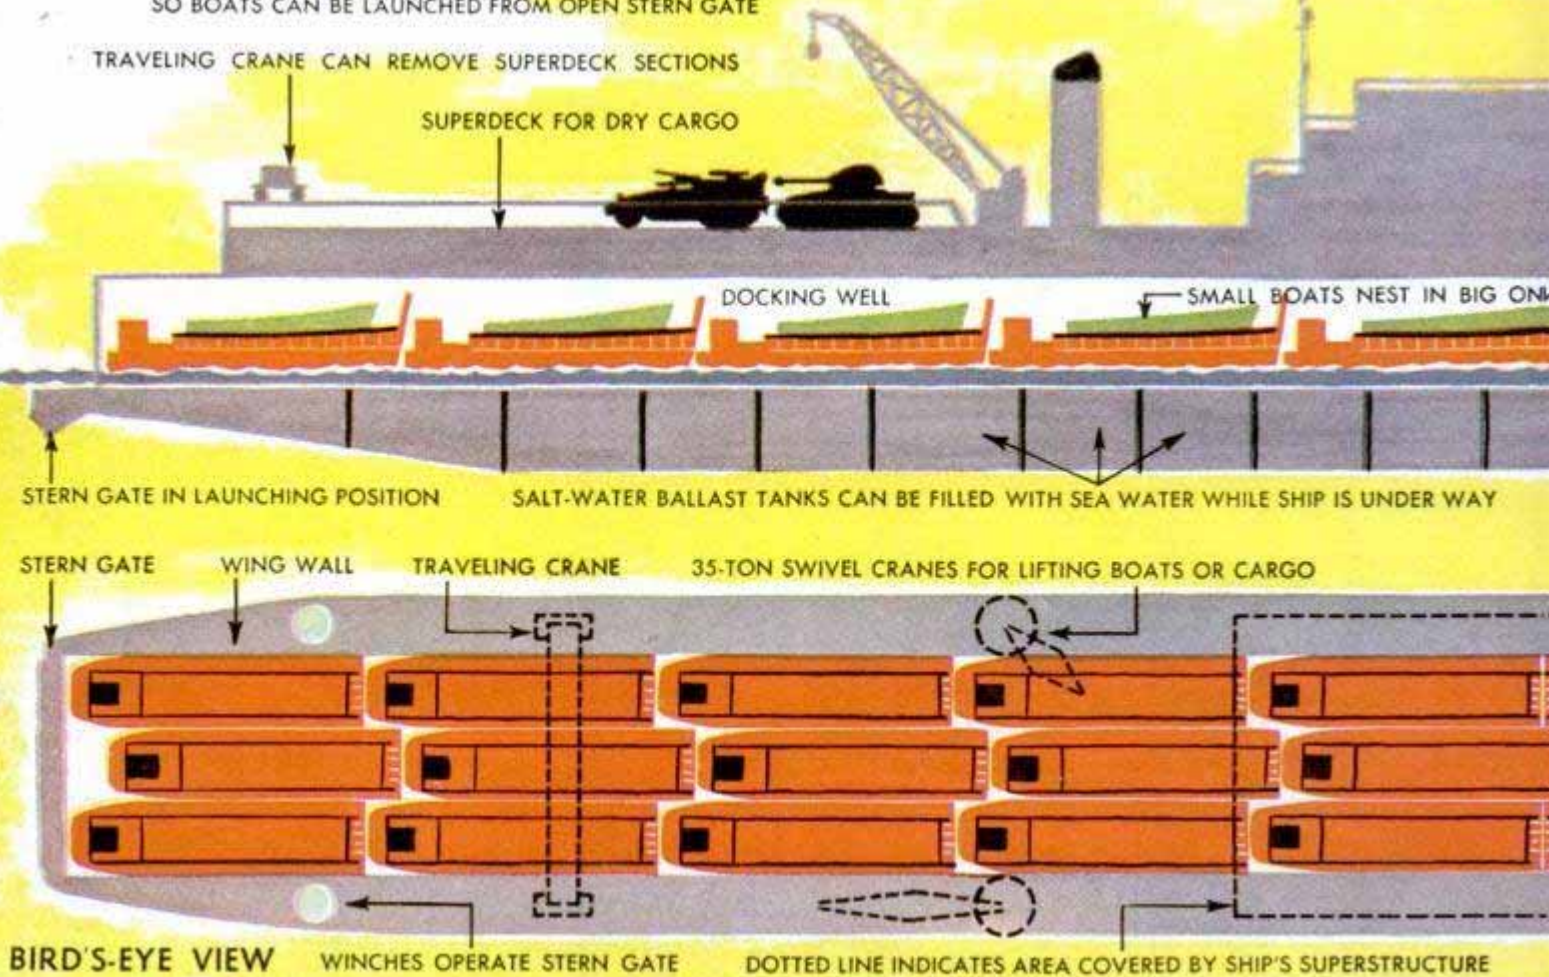 SO BOATS CAN BE LAUNCHED FROM OPEN STERN GATE
TRAVELING CRANE CAN REMOVE SUPERDECK SECTIONS
SUPERDECK FOR DRY CARGO
DOCKING WELL
SMALL BOATS NEST IN BIG
STERN GATE IN LAUNCHING POSITION
SALT-WATER BALLAST TANKS CAN BE FILLED WITH SEA WATER WHILE SHIP IS UNDER WAY
STERN GATE
WING WALL
TRAVELING CRANE
35-TON SWIVEL CRANES FOR LIFTING BOATS OR CARGO
BIRD'S-EYE VIEW
WINCHES OPERATE STERN GATE
DOTTED LINE INDICATES AREA COVERED BY SHIP'S SUPERSTRUCTURE